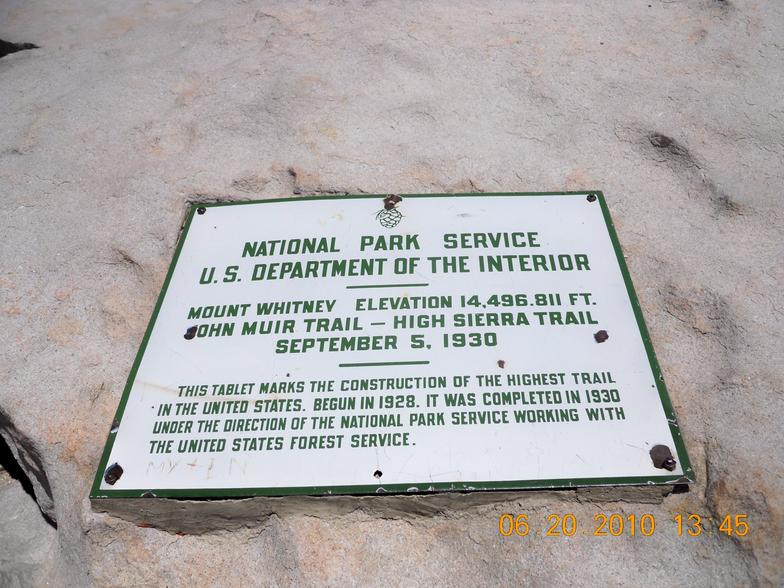 NATIONAL PARK SERVICE
U.S. DEPARTMENT OF THE INTERIOR
MOUNT WHITNEY ELEVATION 14,496.811 FT.
JOHN MUIR TRAIL — HIGH SIERRA TRAIL
SEPTEMBER 5, 1930
THIS TABLET MARKS THE CONSTRUCTION OF THE HIGHEST TRAIL
IN THE UNITED STATES. BEGUN IN 1928. IT WAS COMPLETED IN 1930
UNDER THE DIRECTION OF THE NATIONAL PARK SERVICE WORKING WITH
THE UNITED STATES FOREST SERVICE.
06.20.2010 13:45